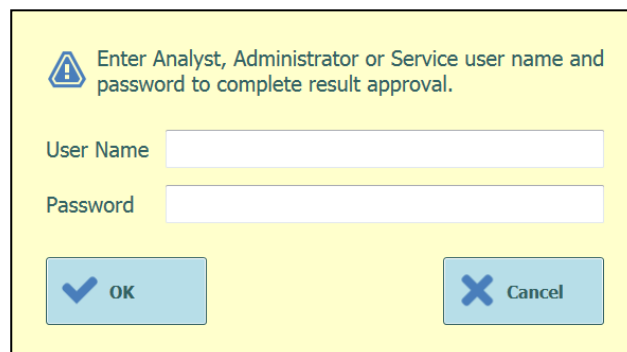 Enter Analyst, Administrator or Service user name and
password to complete result approval.
User Name
Password
OK
Cancel